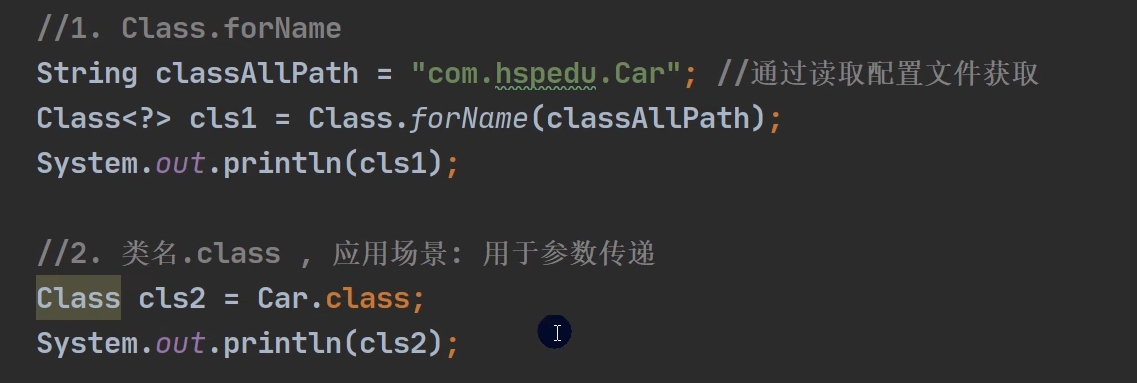 //1. Class.forName
String classAllPath = "com.hspedu.Car"; //通过读取配置文件获取
Class<?> cls1 = Class.forName(classAllPath);
System.out.println(cls1);
//2. 类名.class , 应用场景: 用于参数传递
Class cls2 = Car.class;
System.out.println(cls2);